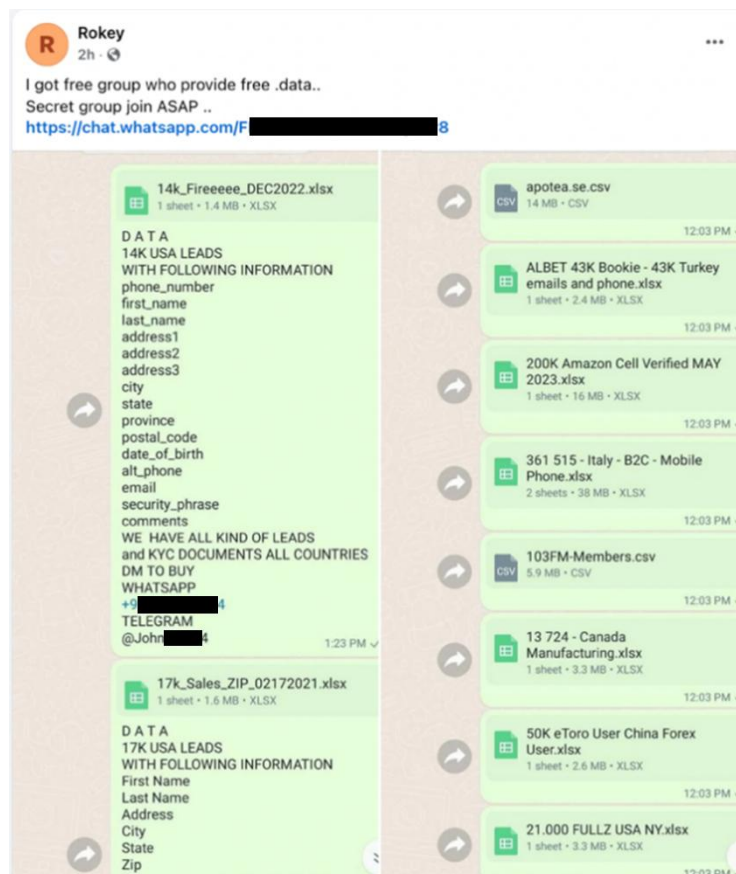 R
Rokey
2h ·
I got free group who provide free .data..
Secret group join ASAP ..
https://chat.whatsapp.com/F 8
14k_Fireeeee_DEC2022.xlsx
1 sheet • 1.4 MB • XLSX
D A T A
14K USA LEADS
WITH FOLLOWING INFORMATION
phone_number
first_name
last_name
address1
address2
address3
city
state
province
postal_code
date_of_birth
alt_phone
email
security_phrase
comments
WE HAVE ALL KIND OF LEADS
and KYC DOCUMENTS ALL COUNTRIES
DM TO BUY
WHATSAPP
+9 4
TELEGRAM
@John 4
1:23 PM
17k_Sales_ZIP_02172021.xlsx
1 sheet • 1.6 MB • XLSX
D A T A
17K USA LEADS
WITH FOLLOWING INFORMATION
First Name
Last Name
Address
City
State
Zip
apotea.se.csv
CSV
14 MB • CSV
12:03 PM
ALBET 43K Bookie - 43K Turkey
emails and phone.xlsx
1 sheet • 2.4 MB • XLSX
12:03 PM
200K Amazon Cell Verified MAY
2023.xlsx
1 sheet • 16 MB • XLSX
12:03 PM
361 515 - Italy - B2C - Mobile
Phone.xlsx
2 sheets • 38 MB • XLSX
12:03 PM
103FM-Members.csv
CSV
5.9 MB • CSV
12:03 PM
13 724 - Canada
Manufacturing.xlsx
1 sheet • 3.3 MB • XLSX
12:03 PM
50K eToro User China Forex
User.xlsx
1 sheet • 2.6 MB • XLSX
12:03 PM
21.000 FULLZ USA NY.xlsx
1 sheet • 3.3 MB • XLSX
12:03 PM